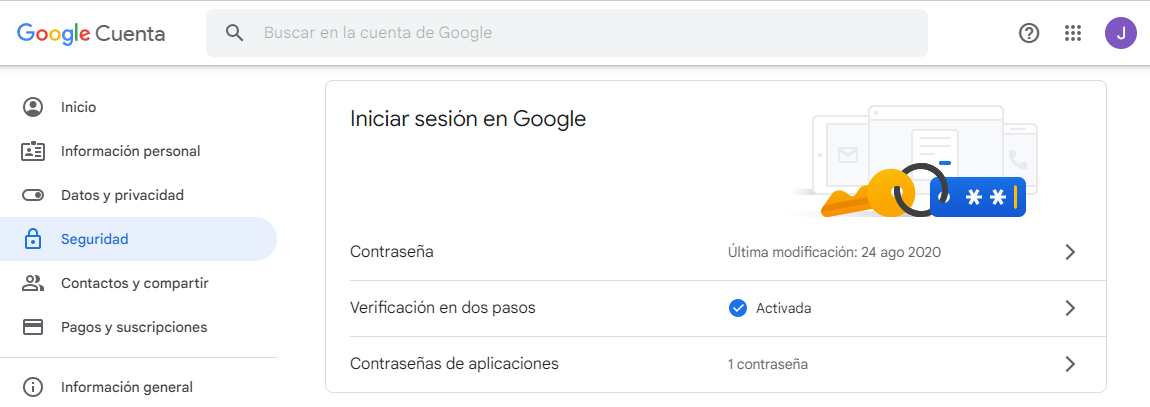 Google Cuenta
Buscar en la cuenta de Google
J
Inicio
Información personal
Datos y privacidad
Seguridad
Contactos y compartir
Pagos y suscripciones
Información general
Iniciar sesión en Google
* *
Contraseña Última modificación: 24 ago 2020
Verificación en dos pasos Activada
Contraseñas de aplicaciones 1 contraseña